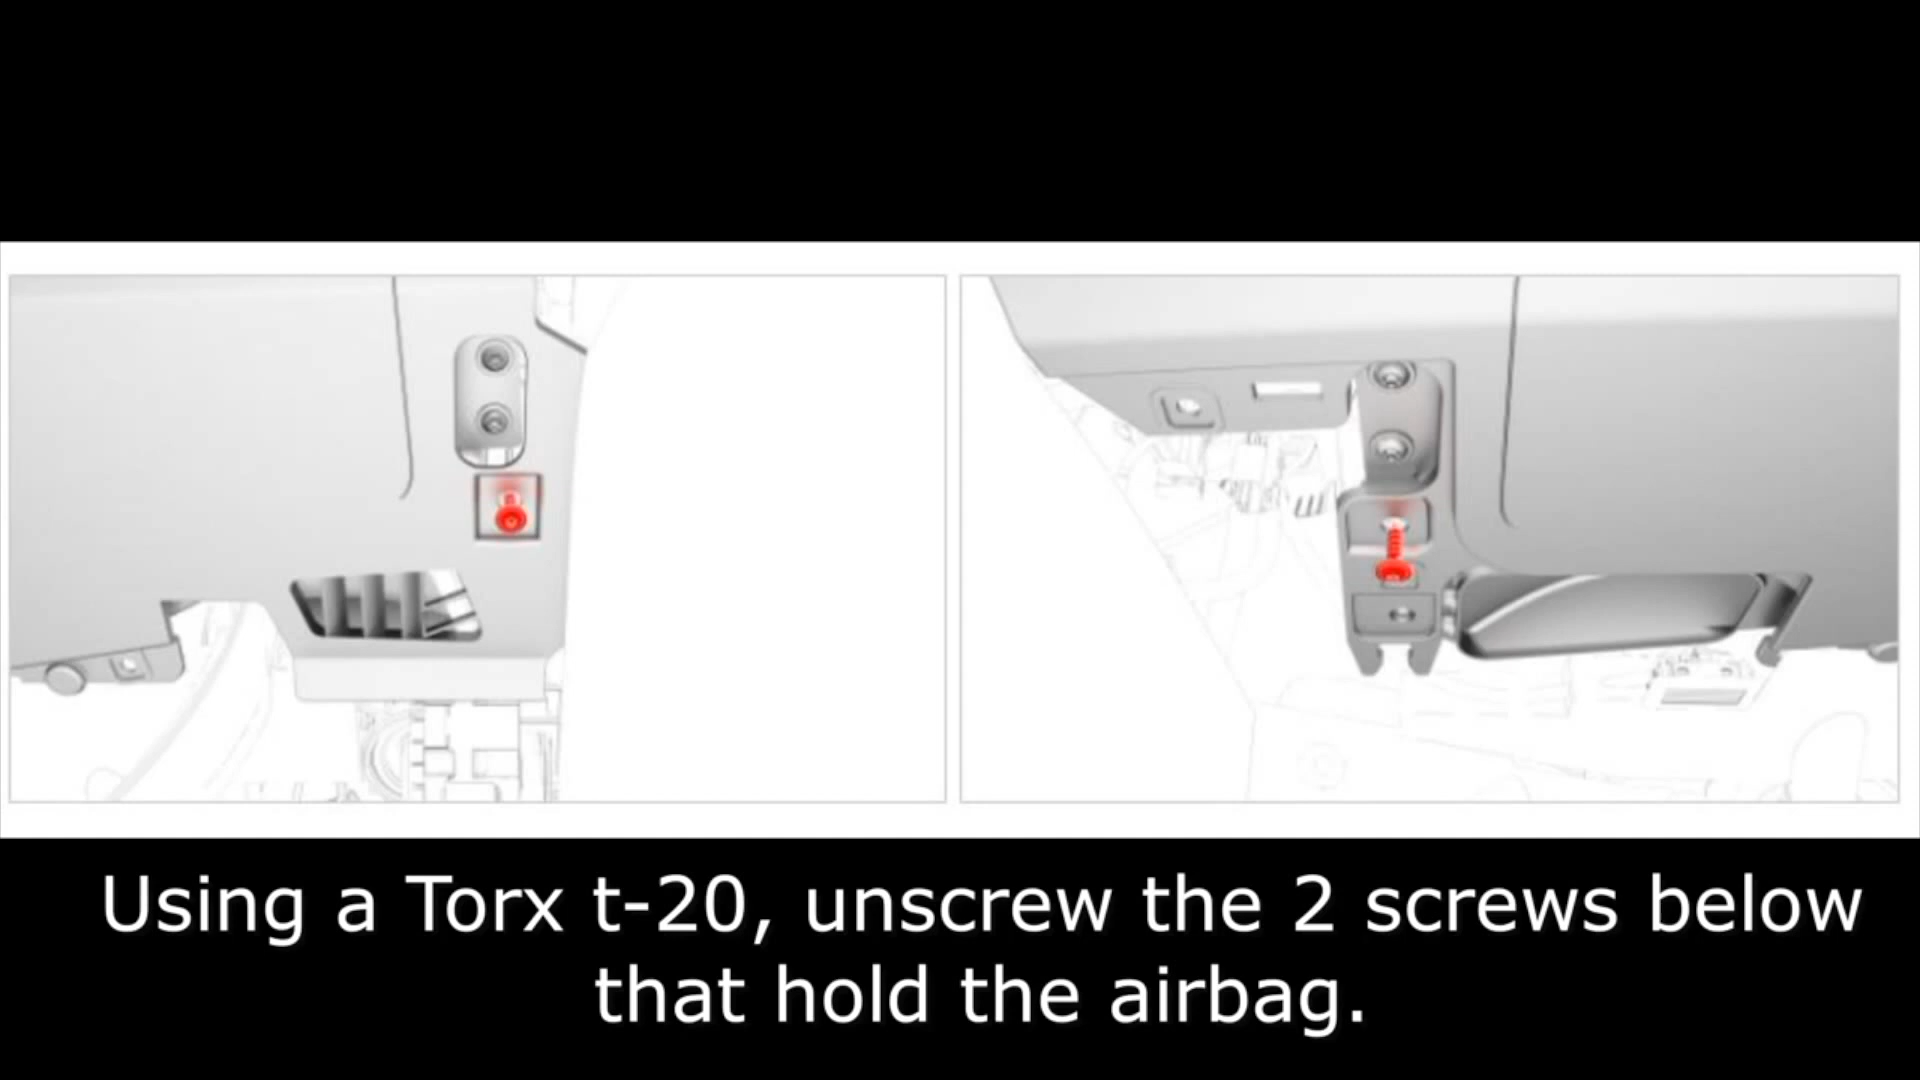 Using a Torx t-20, unscrew the 2 screws below
that hold the airbag.